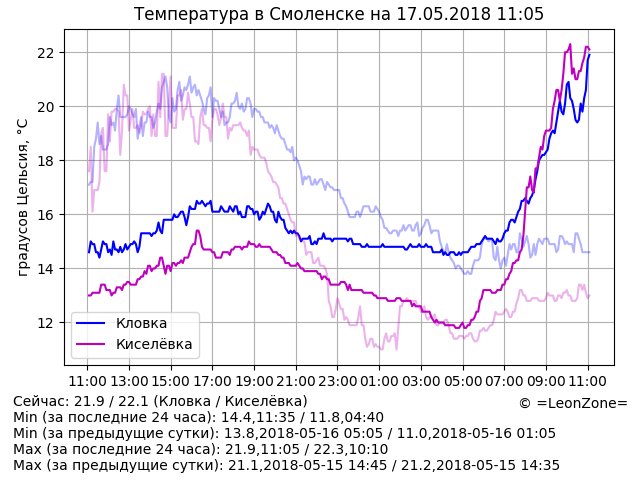 Температура в Смоленске на 17.05.2018 11:05
градусов Цельсия, °C
22
20
18
16
14
12
Кловка
Киселёвка
11:00 13:00 15:00 17:00 19:00 21:00 23:00 01:00 03:00 05:00 07:00 09:00 11:00
Сейчас: 21.9 / 22.1 (Кловка / Киселёвка)
© =LeonZone=
Min (за последние 24 часа): 14.4,11:35 / 11.8,04:40
Min (за предыдущие сутки): 13.8,2018-05-16 05:05 / 11.0,2018-05-16 01:05
Max (за последние 24 часа): 21.9,11:05 / 22.3,10:10
Max (за предыдущие сутки): 21.1,2018-05-15 14:45 / 21.2,2018-05-15 14:35